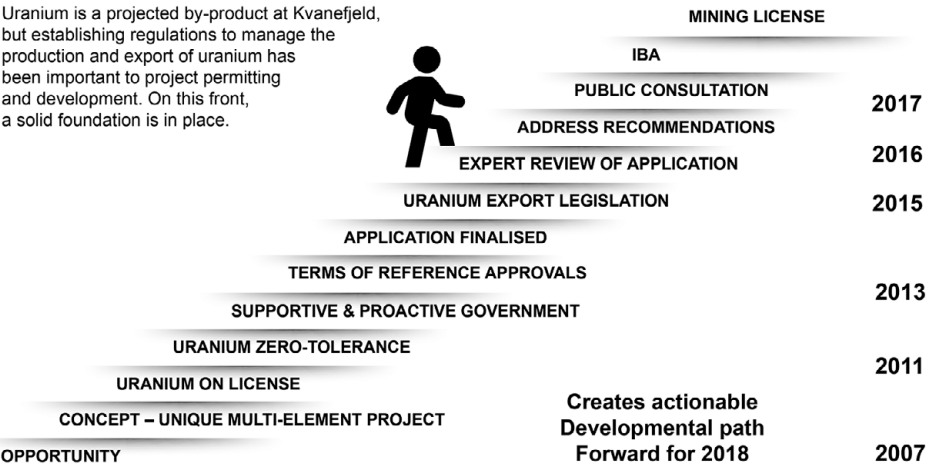 Uranium is a projected by-product at Kvanefjeld,
but establishing regulations to manage the
production and export of uranium has
been important to project permitting
and development. On this front,
a solid foundation is in place.
MINING LICENSE
IBA
PUBLIC CONSULTATION
2017
ADDRESS RECOMMENDATIONS
2016
EXPERT REVIEW OF APPLICATION
URANIUM EXPORT LEGISLATION
2015
APPLICATION FINALISED
TERMS OF REFERENCE APPROVALS
2013
SUPPORTIVE & PROACTIVE GOVERNMENT
URANIUM ZERO-TOLERANCE
2011
URANIUM ON LICENSE
CONCEPT – UNIQUE MULTI-ELEMENT PROJECT
OPPORTUNITY
Creates actionable
Developmental path
Forward for 2018
2007